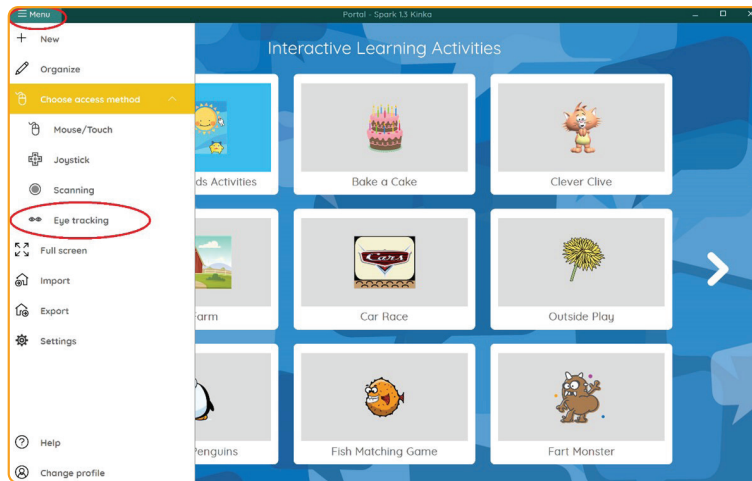 Menu
Portal - Spark 1.3 Kinka
New
Organize
Choose access method
Mouse/Touch
Joystick
Scanning
Eye tracking
Full screen
Import
Export
Settings
Help
Change profile
Interactive Learning Activities
ds Activities
Bake a Cake
Clever Clive
arm
Cars
Car Race
Outside Play
Penguins
Fish Matching Game
Fart Monster